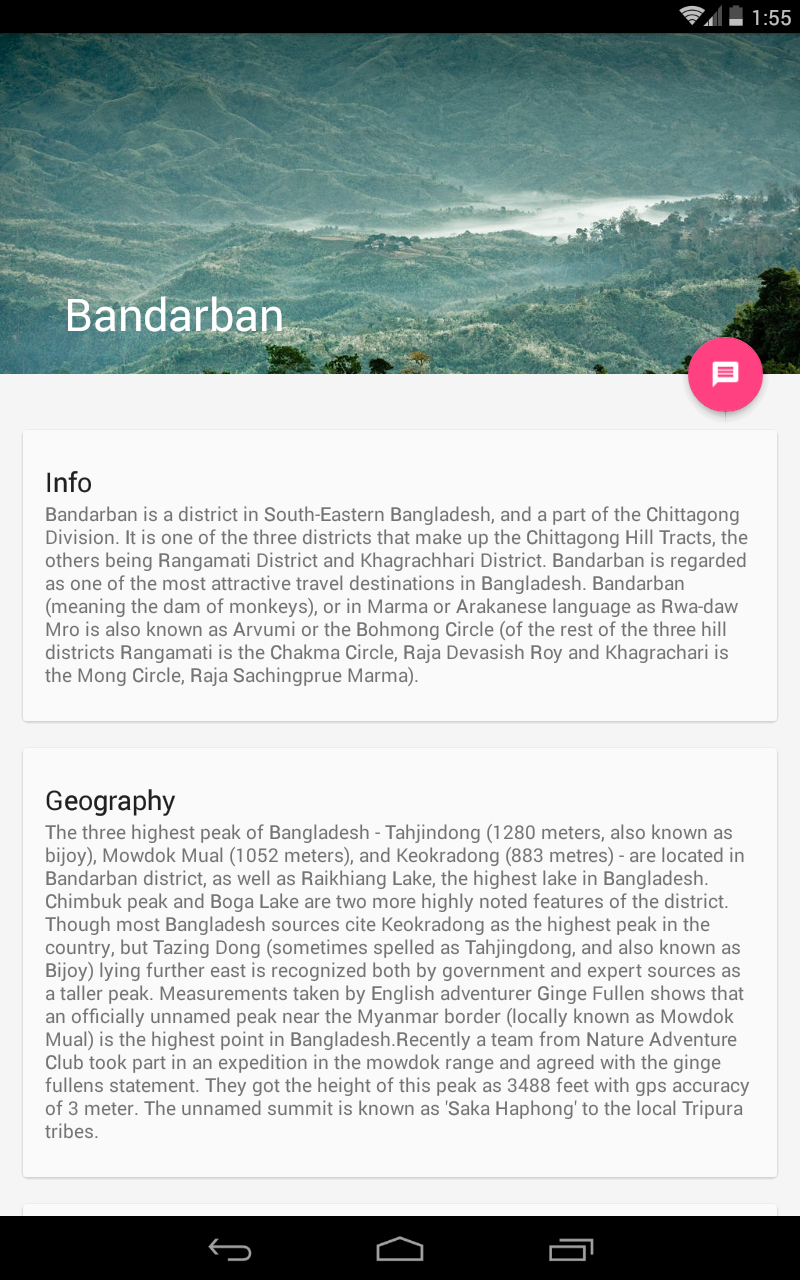 1:55
Bandarban
Info
Bandarban is a district in South-Eastern Bangladesh, and a part of the Chittagong
Division. It is one of the three districts that make up the Chittagong Hill Tracts, the
others being Rangamati District and Khagrachhari District. Bandarban is regarded
as one of the most attractive travel destinations in Bangladesh. Bandarban
(meaning the dam of monkeys), or in Marma or Arakanese language as Rwa-daw
Mro is also known as Arvumi or the Bohmong Circle (of the rest of the three hill
districts Rangamati is the Chakma Circle, Raja Devasish Roy and Khagrachari is
the Mong Circle, Raja Sachingprue Marma).
Geography
The three highest peak of Bangladesh - Tahjindong (1280 meters, also known as
bijoy), Mowdok Mual (1052 meters), and Keokradong (883 metres) - are located in
Bandarban district, as well as Raikhiang Lake, the highest lake in Bangladesh.
Chimbuk peak and Boga Lake are two more highly noted features of the district.
Though most Bangladesh sources cite Keokradong as the highest peak in the
country, but Tazing Dong (sometimes spelled as Tahjingdong, and also known as
Bijoy) lying further east is recognized both by government and expert sources as
a taller peak. Measurements taken by English adventurer Ginge Fullen shows that
an officially unnamed peak near the Myanmar border (locally known as Mowdok
Mual) is the highest point in Bangladesh.Recently a team from Nature Adventure
Club took part in an expedition in the mowdok range and agreed with the ginge
fullens statement. They got the height of this peak as 3488 feet with gps accuracy
of 3 meter. The unnamed summit is known as 'Saka Haphong' to the local Tripura
tribes.